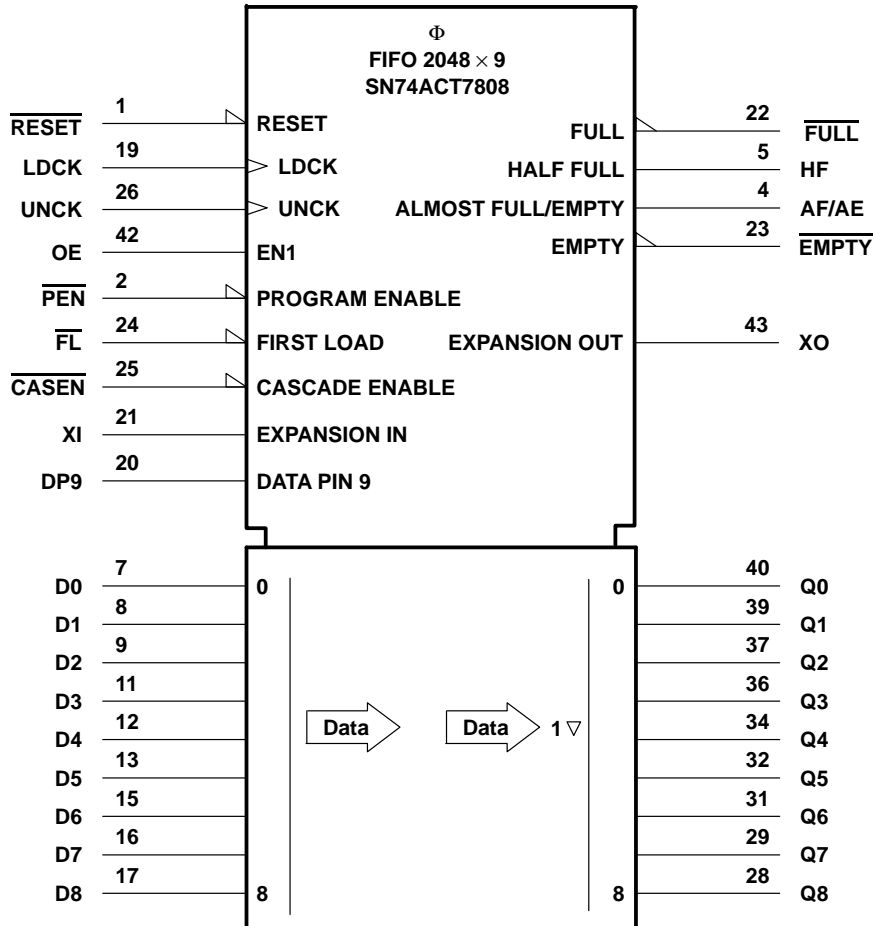 Φ
FIFO 2048 × 9
SN74ACT7808
RESET 1 RESET FULL 22 FULL
LDCK 19 LDCK HALF FULL 5 HF
UNCK 26 UNCK ALMOST FULL/EMPTY 4 AF/AE
OE 42 EN1 EMPTY 23 EMPTY
PEN 2 PROGRAM ENABLE
FL 24 FIRST LOAD EXPANSION OUT 43 XO
CASEN 25 CASCADE ENABLE
XI 21 EXPANSION IN
DP9 20 DATA PIN 9
D0 7 0 0 40 Q0
D1 8 39 Q1
D2 9 37 Q2
D3 11 36 Q3
Data Data 1 ▽
D4 12 34 Q4
D5 13 32 Q5
D6 15 31 Q6
D7 16 29 Q7
D8 17 8 8 28 Q8